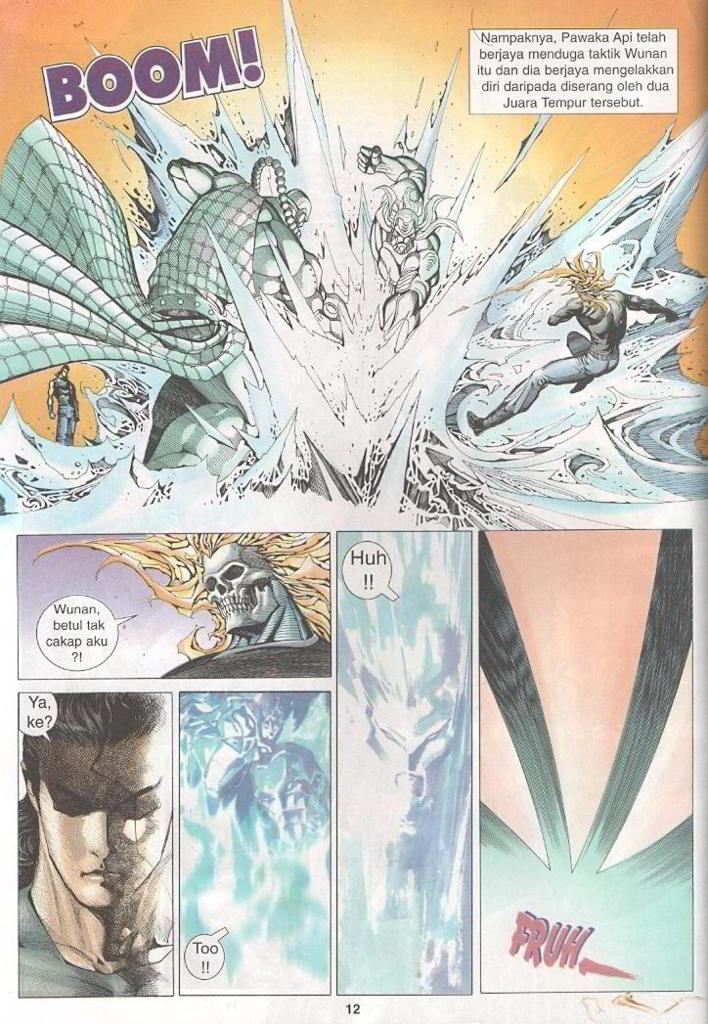 BOOM!
Nampaknya, Pawaka Api telah
berjaya menduga taktik Wunan
itu dan dia berjaya mengelakkan
diri daripada diserang oleh dua
Juara Tempur tersebut.
Wunan,
betul tak
cakap aku
?!
Ya,
ke?
Too
!!
Huh
!!
FRUH
12